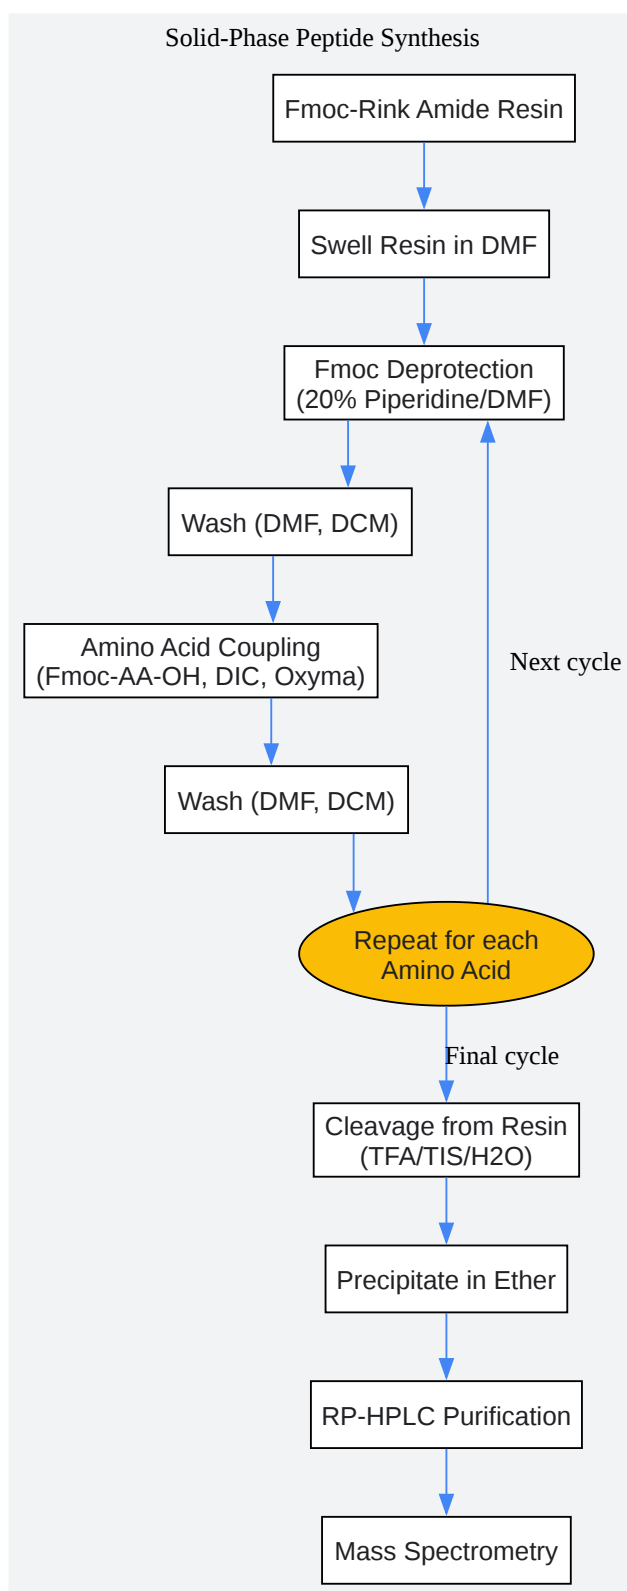 Solid-Phase Peptide Synthesis
Fmoc-Rink Amide Resin
Swell Resin in DMF
Fmoc Deprotection
(20% Piperidine/DMF)
Wash (DMF, DCM)
Amino Acid Coupling
(Fmoc-AA-OH, DIC, Oxyma)
Next cycle
Wash (DMF, DCM)
Repeat for each
Amino Acid
Final cycle
Cleavage from Resin
(TFA/TIS/H2O)
Precipitate in Ether
RP-HPLC Purification
Mass Spectrometry